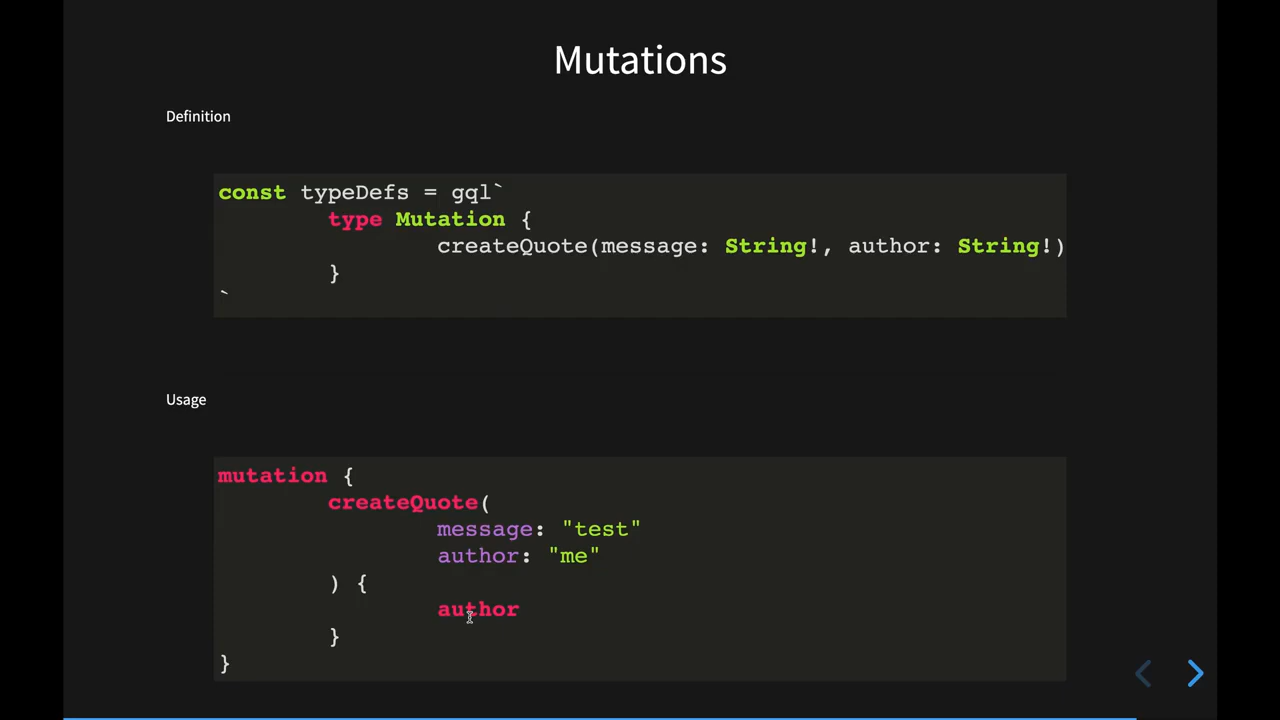 Mutations
Definition
const typeDefs = gql`
type Mutation {
createQuote(message: String!, author: String!)
}
`
Usage
mutation {
createQuote(
message: "test"
author: "me"
) {
author
}
}